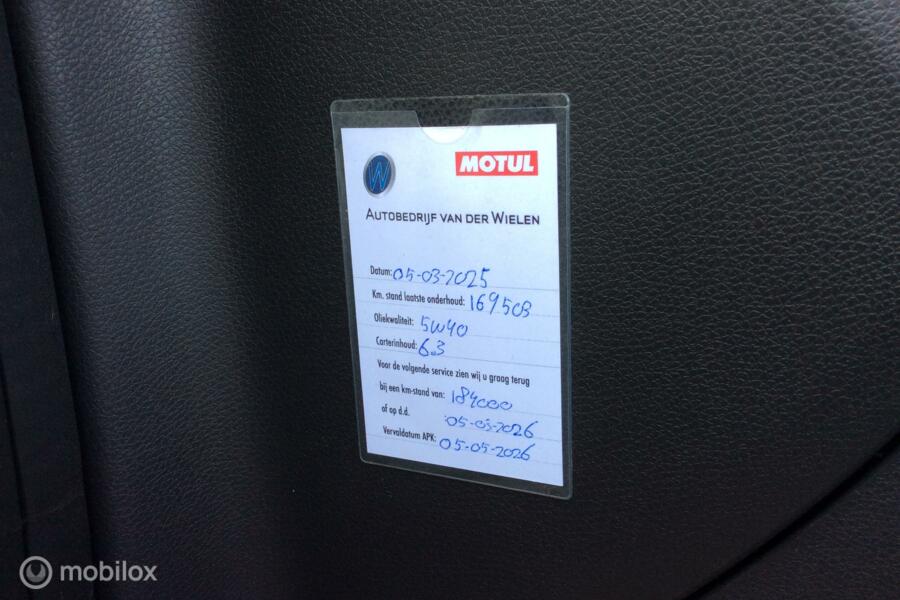 W
MOTUL
AUTOBEDRIJF VAN DER WIELEN
Datum: 05-03-2025
Km. stand laatste onderhoud: 169503
Oliekwaliteit: 5W40
Carterinhoud: 6.3
Voor de volgende service zien wij u graag terug
bij een km-stand van: 184000
of op d.d. 05-03-2026
Vervaldatum APK: 05-05-2026
mobilox